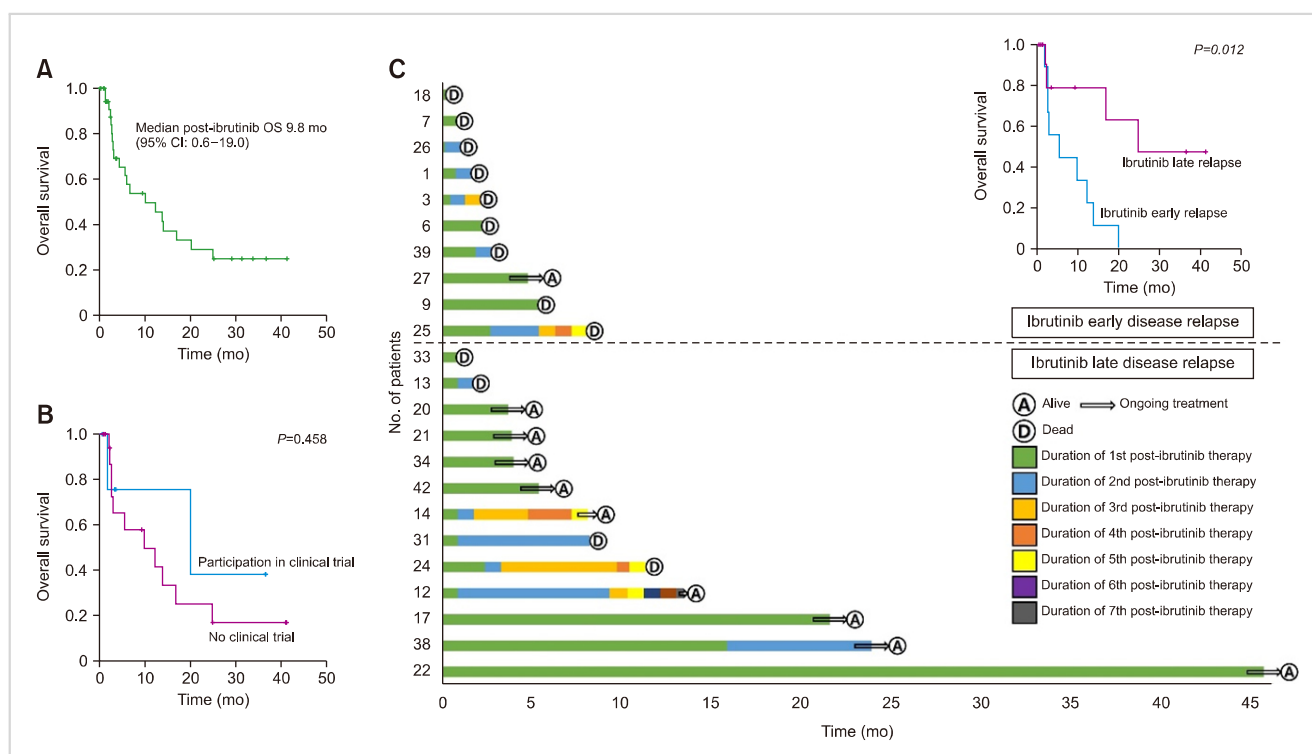 A
Overall survival
1.0
0.8
0.6
0.4
0.2
0
0
10
20
30
40
50
Time (mo)
Median post-ibrutinib OS 9.8 mo
(95% CI: 0.6–19.0)
B
Overall survival
1.0
0.8
0.6
0.4
0.2
0
0
10
20
30
40
50
Time (mo)
P=0.458
Participation in clinical trial
No clinical trial
C
No. of patients
18 D
7 D
26 D
1 D
3 D
6 D
39 D
27 A
9 D
25 D
33 D
13 D
20 A
21 A
34 A
42 A
14 A
31 D
24 D
12 A
17 A
38 A
22 A
0
5
10
15
20
25
30
35
40
45
Time (mo)
P=0.012
Overall survival
1.0
0.8
0.6
0.4
0.2
0
0
10
20
30
40
50
Time (mo)
Ibrutinib late relapse
Ibrutinib early relapse
Ibrutinib early disease relapse
Ibrutinib late disease relapse
A Alive
Ongoing treatment
D Dead
Duration of 1st post-ibrutinib therapy
Duration of 2nd post-ibrutinib therapy
Duration of 3rd post-ibrutinib therapy
Duration of 4th post-ibrutinib therapy
Duration of 5th post-ibrutinib therapy
Duration of 6th post-ibrutinib therapy
Duration of 7th post-ibrutinib therapy